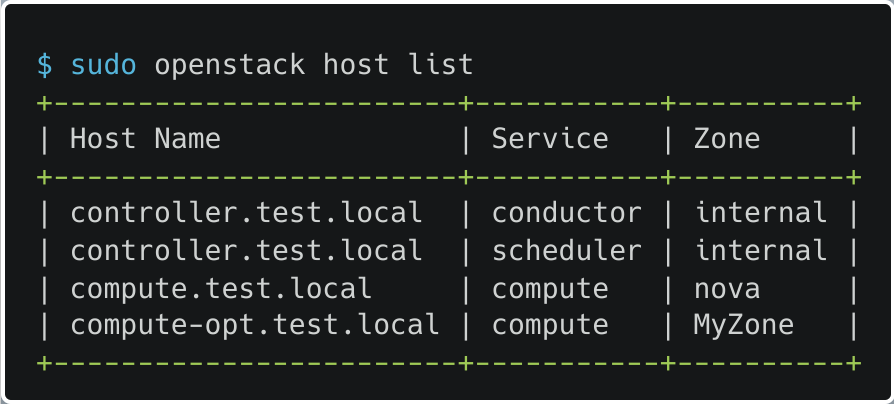 $ sudo openstack host list
+------------------------+-----------+----------+
| Host Name              | Service   | Zone     |
+------------------------+-----------+----------+
| controller.test.local  | conductor | internal |
| controller.test.local  | scheduler | internal |
| compute.test.local     | compute   | nova     |
| compute-opt.test.local | compute   | MyZone   |
+------------------------+-----------+----------+